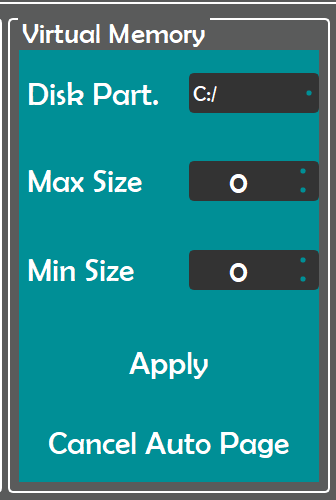 Virtual Memory
Disk Part. C:/
Max Size 0
Min Size 0
Apply
Cancel Auto Page